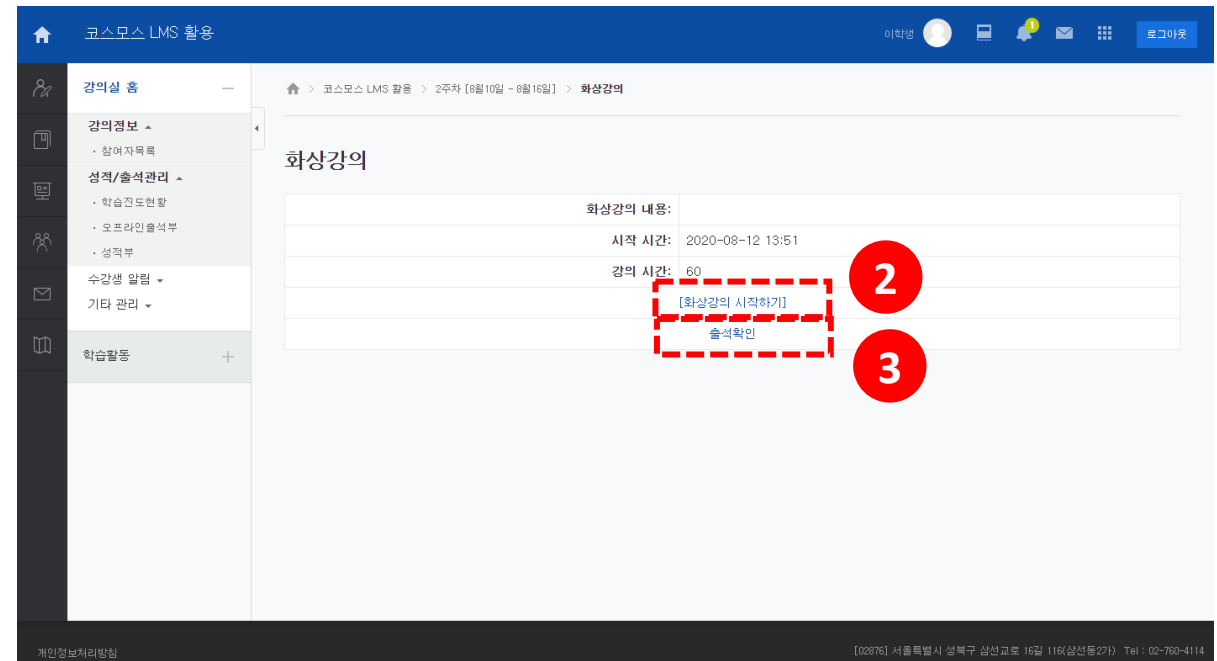 코스모스 LMS 활용
이학생
1
로그아웃
강의실 홈
강의정보
· 참여자목록
성적/출석관리
· 학습진도현황
· 오프라인출석부
· 성적부
수강생 알림
기타 관리
학습활동
코스모스 LMS 활용 > 2주차 [8월10일 - 8월16일] > 화상강의
화상강의
화상강의 내용:
시작 시간: 2020-08-12 13:51
강의 시간: 60
2
[화상강의 시작하기]
출석확인
3
개인정보처리방침
[02876] 서울특별시 성북구 삼선교로 16길 116(삼선동2가) Tel : 02-760-4114